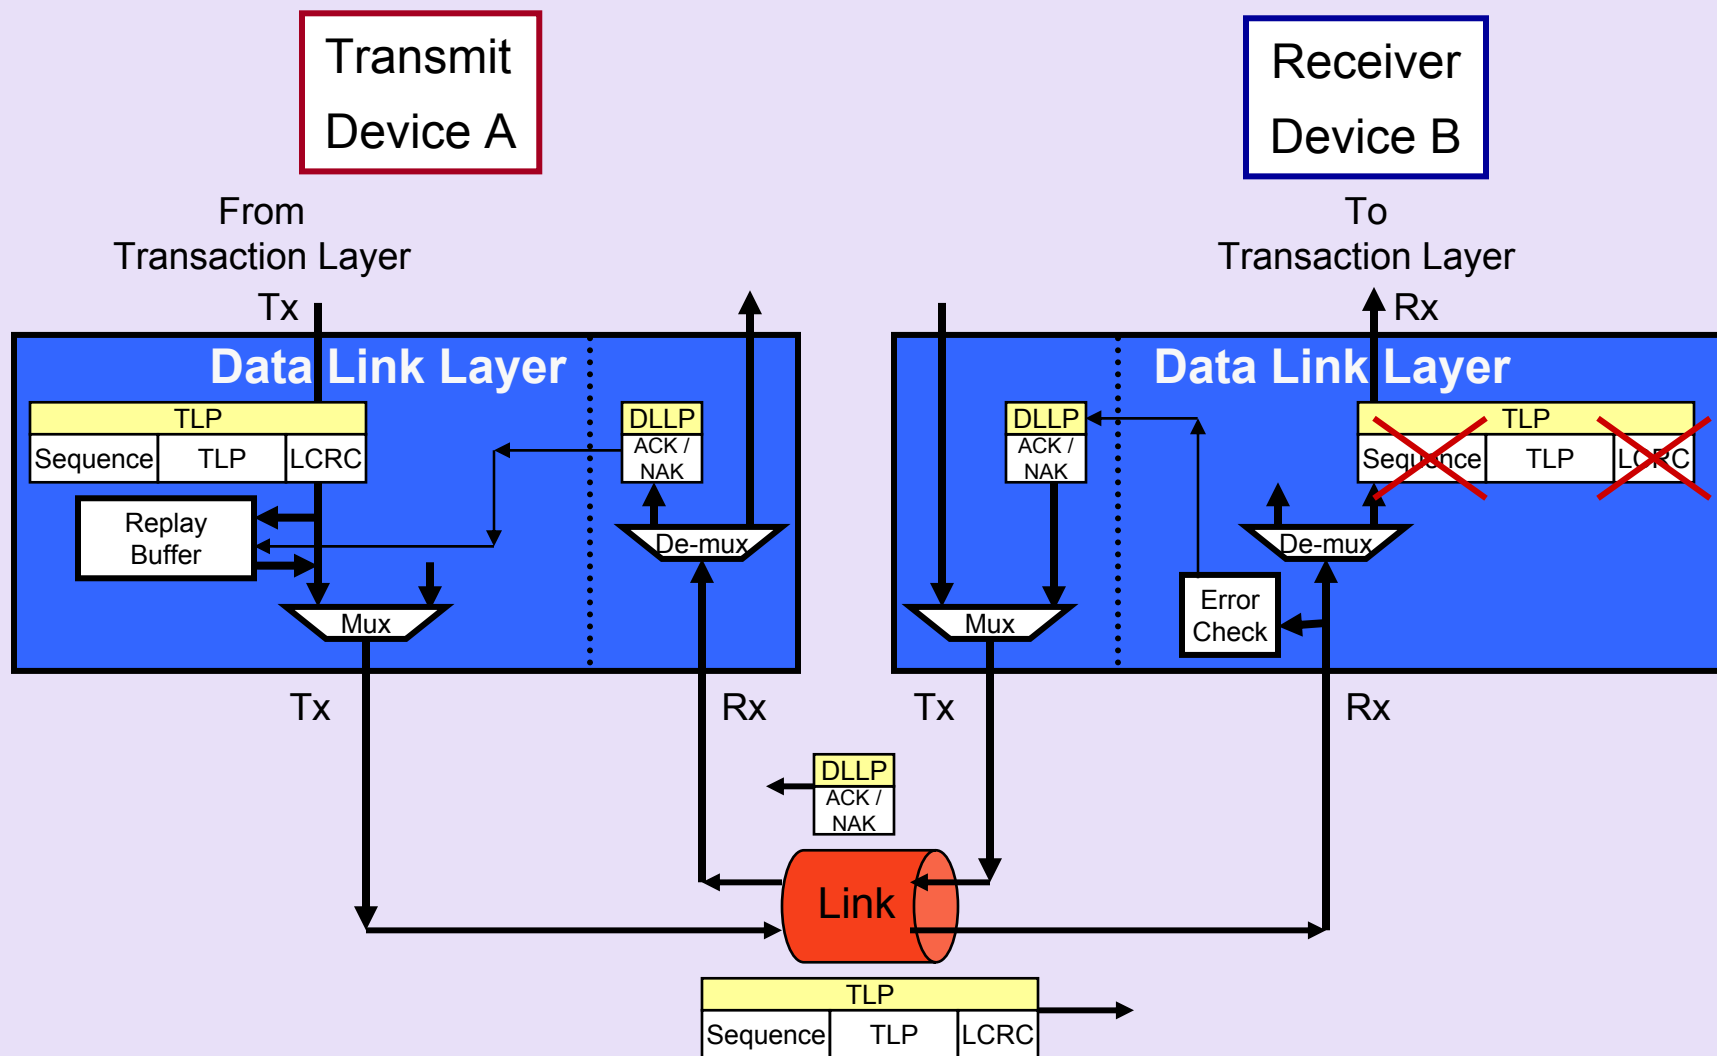 Transmit
Device A
Receiver
Device B
From
Transaction Layer
Tx
To
Transaction Layer
Rx
Data Link Layer
TLP
Sequence TLP LCRC
Replay
Buffer
Mux
DLLP
ACK /
NAK
De-mux
Data Link Layer
DLLP
ACK /
NAK
Mux
TLP
Sequence TLP LCRC
De-mux
Error
Check
Tx
Rx
Tx
Rx
DLLP
ACK /
NAK
Link
TLP
Sequence TLP LCRC